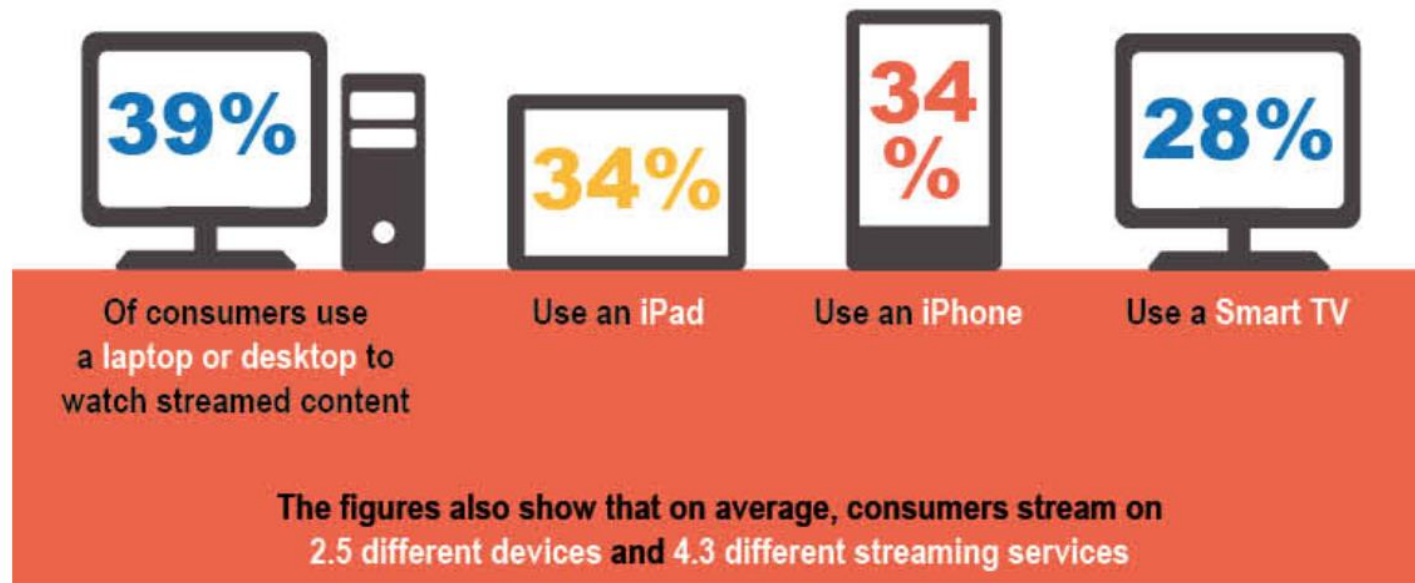 39%
34%
34
%
28%
Of consumers use
a laptop or desktop to
watch streamed content
Use an iPad
Use an iPhone
Use a Smart TV
The figures also show that on average, consumers stream on
2.5 different devices and 4.3 different streaming services